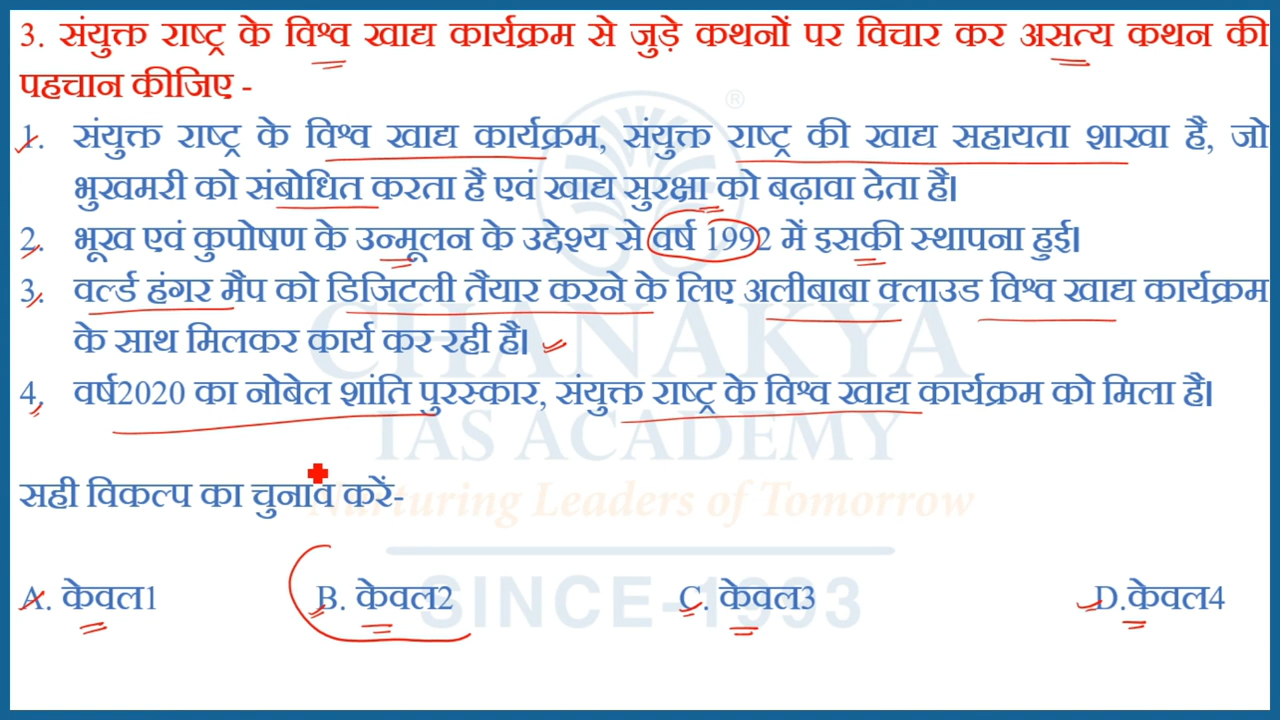 3. संयुक्त राष्ट्र के विश्व खाद्य कार्यक्रम से जुड़े कथनों पर विचार कर असत्य कथन की
पहचान कीजिए -
1. संयुक्त राष्ट्र के विश्व खाद्य कार्यक्रम, संयुक्त राष्ट्र की खाद्य सहायता शाखा है, जो
भुखमरी को संबोधित करता है एवं खाद्य सुरक्षा को बढ़ावा देता है।
2. भूख एवं कुपोषण के उन्मूलन के उद्देश्य से वर्ष 1992 में इसकी स्थापना हुई।
3. वर्ल्ड हंगर मैप को डिजिटली तैयार करने के लिए अलीबाबा क्लाउड विश्व खाद्य कार्यक्रम
के साथ मिलकर कार्य कर रही है।
4. वर्ष2020 का नोबेल शांति पुरस्कार, संयुक्त राष्ट्र के विश्व खाद्य कार्यक्रम को मिला है।
सही विकल्प का चुनाव करें-
A. केवल1 B. केवल2 C. केवल3 D.केवल4
®
CHANAKYA
IAS ACADEMY
Nurturing Leaders of Tomorrow
SINCE-1993